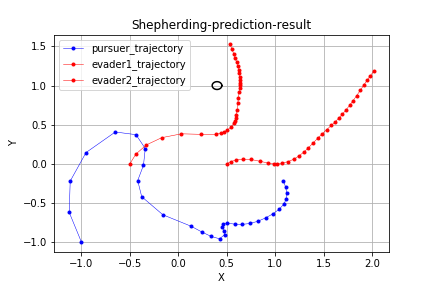 Shepherding-prediction-result
pursuer_trajectory
evader1_trajectory
evader2_trajectory
Y
1.5
1.0
0.5
0.0
−0.5
−1.0
−1.0 −0.5 0.0 0.5 1.0 1.5 2.0
X